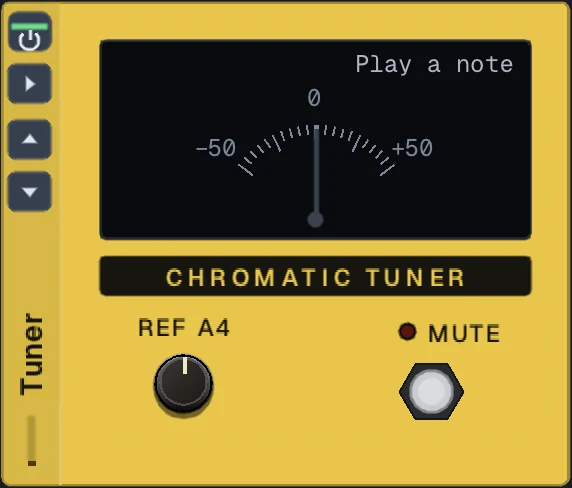 Play a note
0
-50
+50
CHROMATIC TUNER
REF A4
MUTE
Tuner